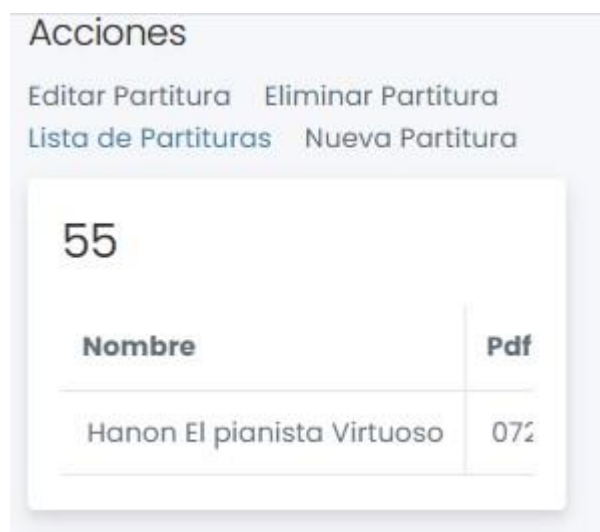 Acciones
Editar Partitura Eliminar Partitura
Lista de Partituras Nueva Partitura
55
Nombre Pdf
Hanon El pianista Virtuoso